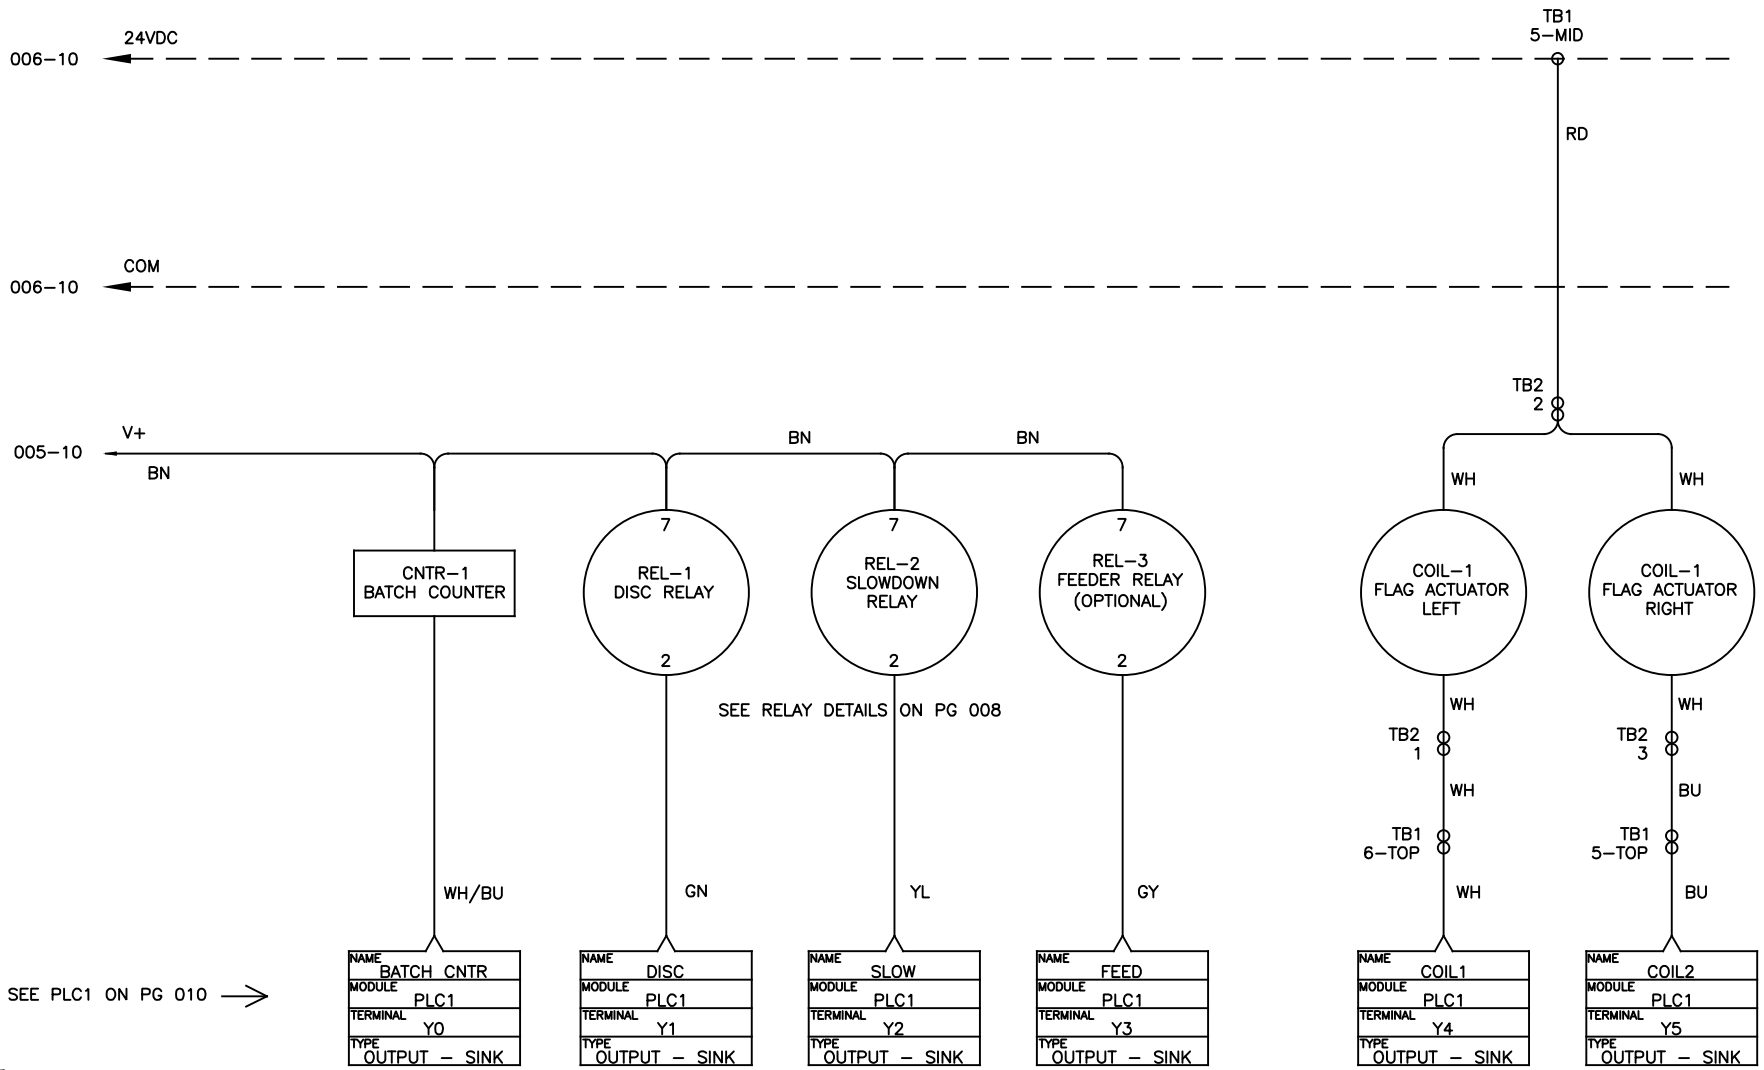 TB1
5-MID
24VDC
006-10
RD
COM
006-10
TB2
2
V+
005-10
BN
BN
BN
WH
WH
7
7
7
CNTR-1
BATCH COUNTER
REL-1
DISC RELAY
REL-2
SLOWDOWN
RELAY
REL-3
FEEDER RELAY
(OPTIONAL)
COIL-1
FLAG ACTUATOR
LEFT
COIL-1
FLAG ACTUATOR
RIGHT
2
2
2
SEE RELAY DETAILS ON PG 008
WH
WH
TB2
1
TB2
3
WH
BU
TB1
6-TOP
TB1
5-TOP
WH/BU
GN
YL
GY
WH
BU
SEE PLC1 ON PG 010
NAME
BATCH CNTR
MODULE
PLC1
TERMINAL
Y0
TYPE
OUTPUT - SINK
NAME
DISC
MODULE
PLC1
TERMINAL
Y1
TYPE
OUTPUT - SINK
NAME
SLOW
MODULE
PLC1
TERMINAL
Y2
TYPE
OUTPUT - SINK
NAME
FEED
MODULE
PLC1
TERMINAL
Y3
TYPE
OUTPUT - SINK
NAME
COIL1
MODULE
PLC1
TERMINAL
Y4
TYPE
OUTPUT - SINK
NAME
COIL2
MODULE
PLC1
TERMINAL
Y5
TYPE
OUTPUT - SINK